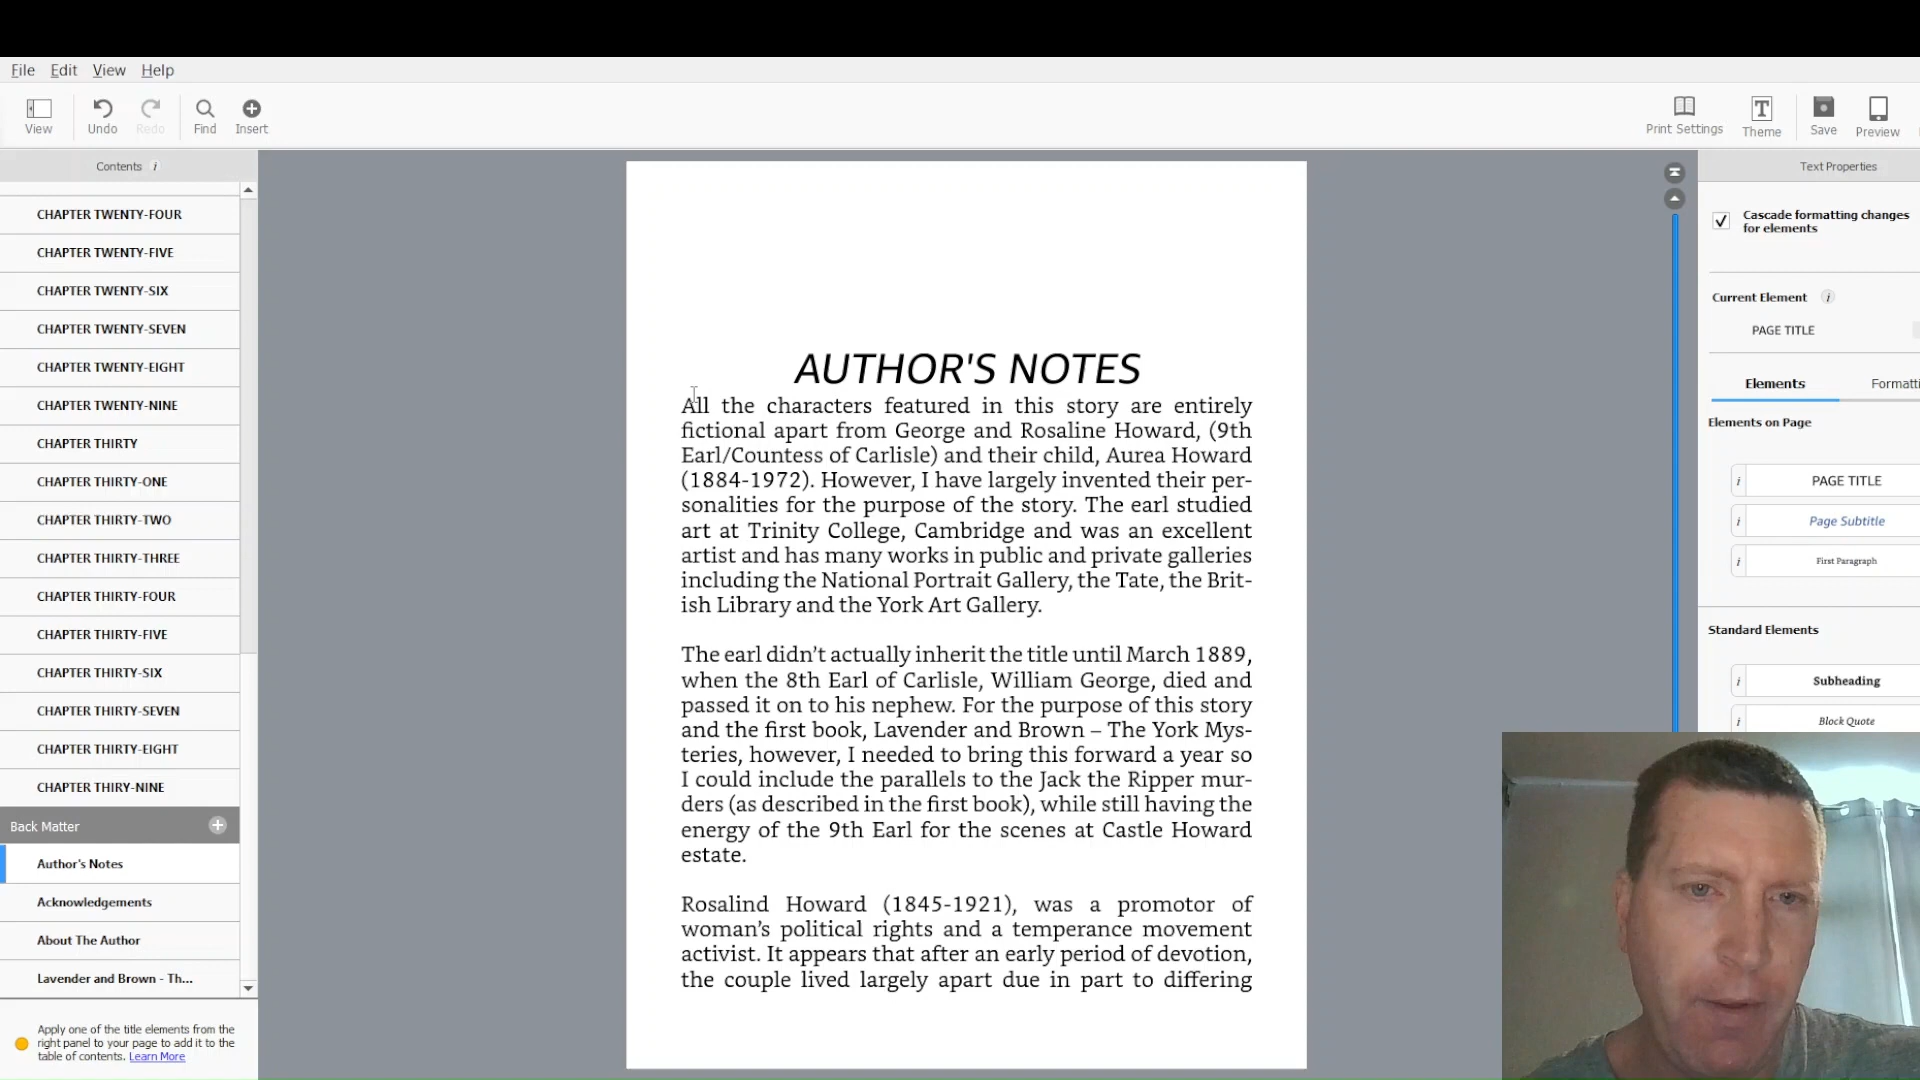 File Edit View Help
View Undo Redo Find Insert Print Settings Theme Save Preview
Contents i
CHAPTER TWENTY-FOUR
CHAPTER TWENTY-FIVE
CHAPTER TWENTY-SIX
CHAPTER TWENTY-SEVEN
CHAPTER TWENTY-EIGHT
CHAPTER TWENTY-NINE
CHAPTER THIRTY
CHAPTER THIRTY-ONE
CHAPTER THIRTY-TWO
CHAPTER THIRTY-THREE
CHAPTER THIRTY-FOUR
CHAPTER THIRTY-FIVE
CHAPTER THIRTY-SIX
CHAPTER THIRTY-SEVEN
CHAPTER THIRTY-EIGHT
CHAPTER THIRY-NINE
Back Matter
Author's Notes
Acknowledgements
About The Author
Lavender and Brown - Th...
Apply one of the title elements from the
right panel to your page to add it to the
table of contents. Learn More
AUTHOR'S NOTES
All the characters featured in this story are entirely
fictional apart from George and Rosaline Howard, (9th
Earl/Countess of Carlisle) and their child, Aurea Howard
(1884-1972). However, I have largely invented their per-
sonalities for the purpose of the story. The earl studied
art at Trinity College, Cambridge and was an excellent
artist and has many works in public and private galleries
including the National Portrait Gallery, the Tate, the Brit-
ish Library and the York Art Gallery.
The earl didn’t actually inherit the title until March 1889,
when the 8th Earl of Carlisle, William George, died and
passed it on to his nephew. For the purpose of this story
and the first book, Lavender and Brown – The York Mys-
teries, however, I needed to bring this forward a year so
I could include the parallels to the Jack the Ripper mur-
ders (as described in the first book), while still having the
energy of the 9th Earl for the scenes at Castle Howard
estate.
Rosalind Howard (1845-1921), was a promotor of
woman’s political rights and a temperance movement
activist. It appears that after an early period of devotion,
the couple lived largely apart due in part to differing
Text Properties
Cascade formatting changes
for elements
Current Element i
PAGE TITLE
Elements Formatti
Elements on Page
i PAGE TITLE
i Page Subtitle
i First Paragraph
Standard Elements
i Subheading
i Block Quote